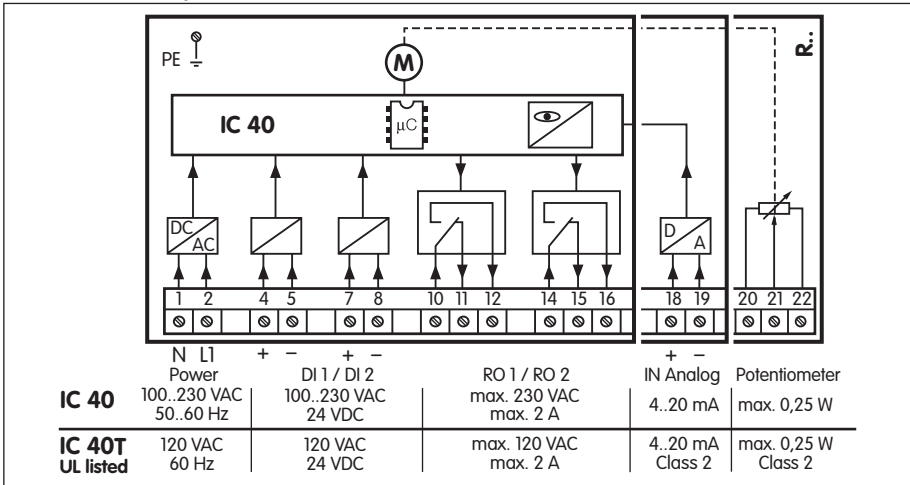 PE
M
R..
IC 40
µC
DC
AC
D
A
1 2 4 5 7 8 10 11 12 14 15 16 18 19 20 21 22
N L1 + – + – + –
Power DI 1 / DI 2 RO 1 / RO 2 IN Analog Potentiometer
IC 40 100..230 VAC 100..230 VAC max. 230 VAC 4..20 mA max. 0,25 W
50..60 Hz 24 VDC max. 2 A
IC 40T 120 VAC 120 VAC max. 120 VAC 4..20 mA max. 0,25 W
UL listed 60 Hz 24 VDC max. 2 A Class 2 Class 2